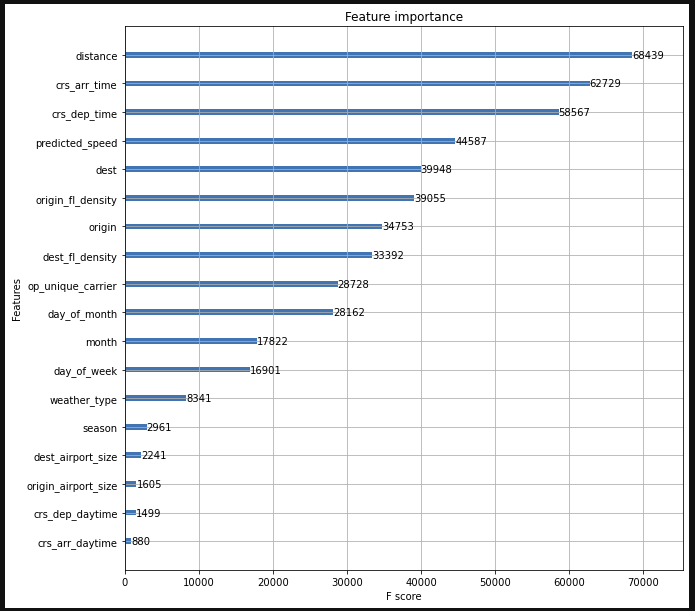 Feature importance
distance 68439
crs_arr_time 62729
crs_dep_time 58567
predicted_speed 44587
dest 39948
origin_fl_density 39055
origin 34753
dest_fl_density 33392
op_unique_carrier 28728
day_of_month 28162
month 17822
day_of_week 16901
weather_type 8341
season 2961
dest_airport_size 2241
origin_airport_size 1605
crs_dep_daytime 1499
crs_arr_daytime 880
Features
0 10000 20000 30000 40000 50000 60000 70000
F score